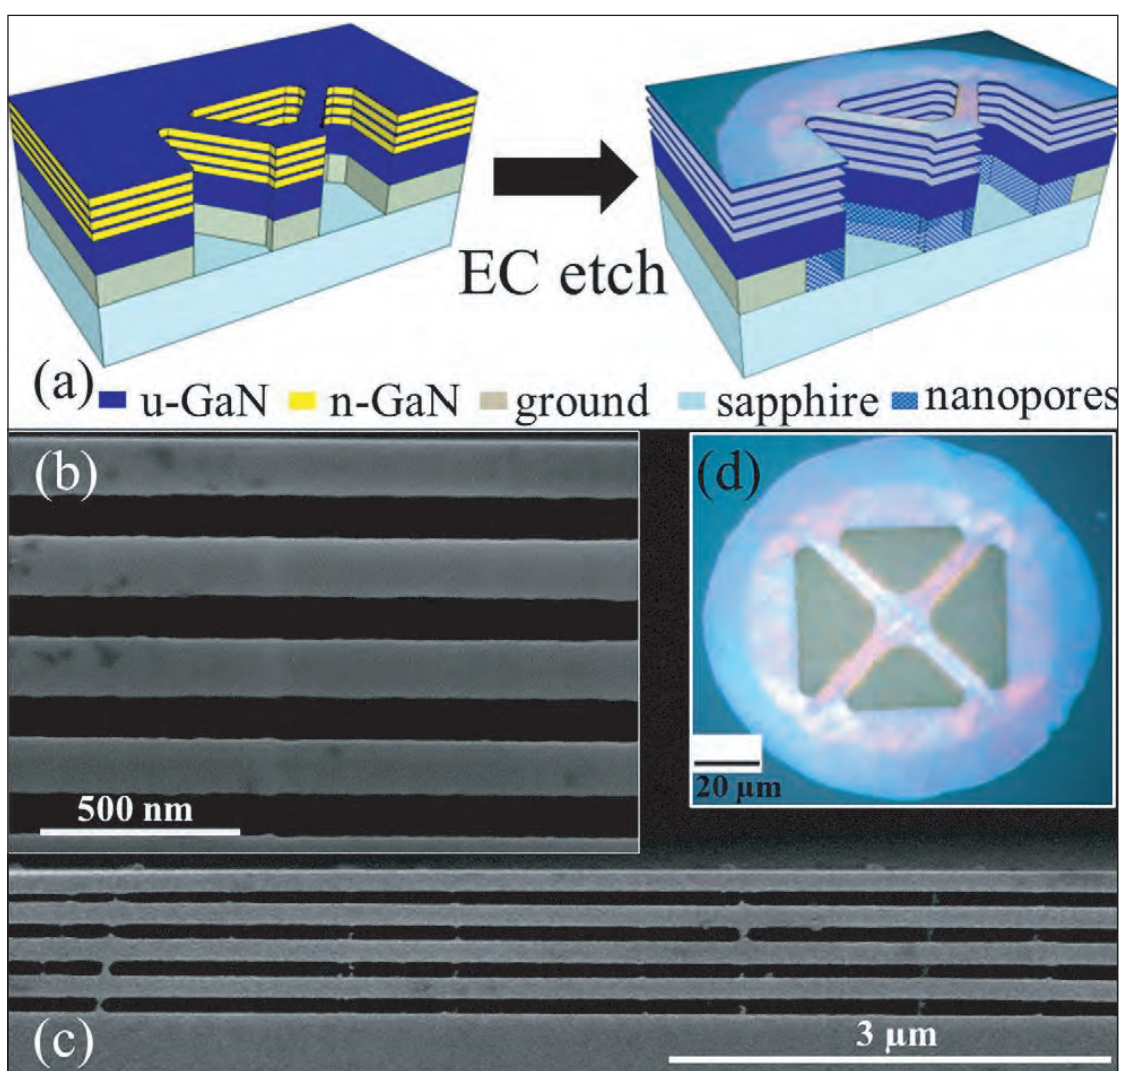 EC etch
(a)
u-GaN n-GaN ground sapphire nanopores
(b)
500 nm
(d)
20 µm
(c)
3 µm